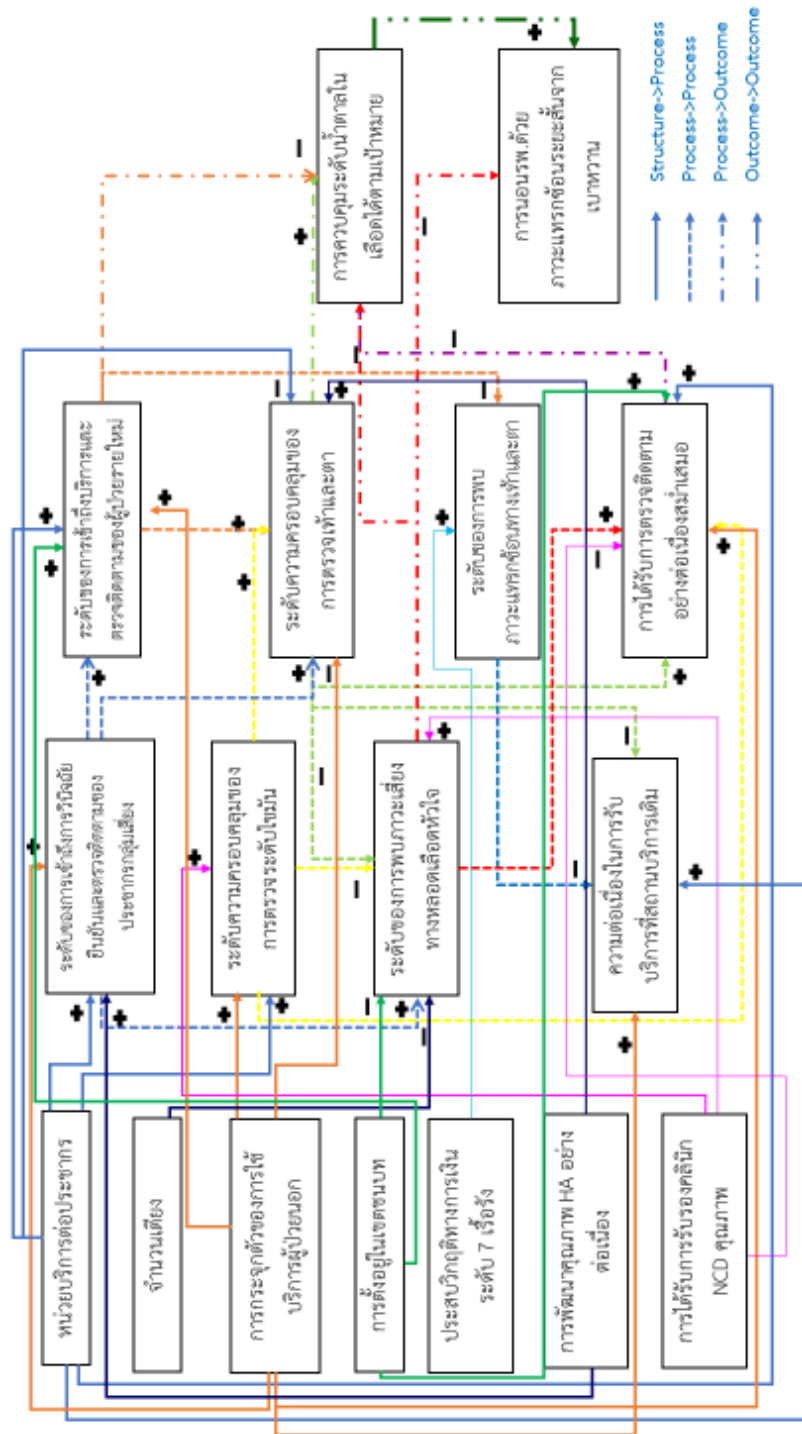 หน่วยบริการต่อประชากร
จำนวนเตียง
การกระจุกตัวของการใช้
บริการผู้ป่วยนอก
การตั้งอยู่ในเขตชนบท
ประสบวิกฤติทางการเงิน
ระดับ 7 เรื้อรัง
การพัฒนาคุณภาพ HA อย่าง
ต่อเนื่อง
การได้รับการรับรองคลินิก
NCD คุณภาพ
ระดับของการเข้าถึงการวินิจฉัย
ยืนยันและตรวจติดตามของ
ประชากรกลุ่มเสี่ยง
ระดับความครอบคลุมของ
การตรวจระดับไขมัน
ระดับของการพบภาวะเสี่ยง
ทางหลอดเลือดหัวใจ
ความต่อเนื่องในการรับ
บริการที่สถานบริการเดิม
ระดับของการเข้าถึงบริการและ
ตรวจติดตามของผู้ป่วยรายใหม่
ระดับความครอบคลุมของ
การตรวจเท้าและตา
ระดับของการพบ
ภาวะแทรกซ้อนทางเท้าและตา
การได้รับการตรวจติดตาม
อย่างต่อเนื่องสม่ำเสมอ
การควบคุมระดับน้ำตาลใน
เลือดได้ตามเป้าหมาย
การนอนรพ.ด้วย
ภาวะแทรกซ้อนระยะสั้นจาก
เบาหวาน
Structure->Process
Process->Process
Process->Outcome
Outcome->Outcome